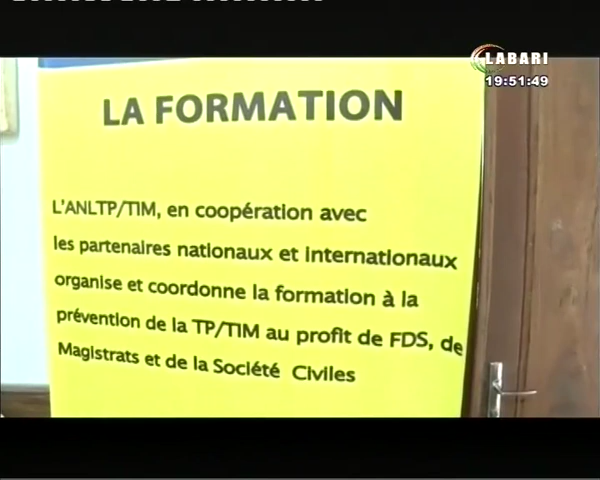 LABARI
19:51:49
LA FORMATION
L'ANLTP/TIM, en coopération avec
les partenaires nationaux et internationaux
organise et coordonne la formation à la
prévention de la TP/TIM au profit de FDS, de
Magistrats et de la Société Civiles